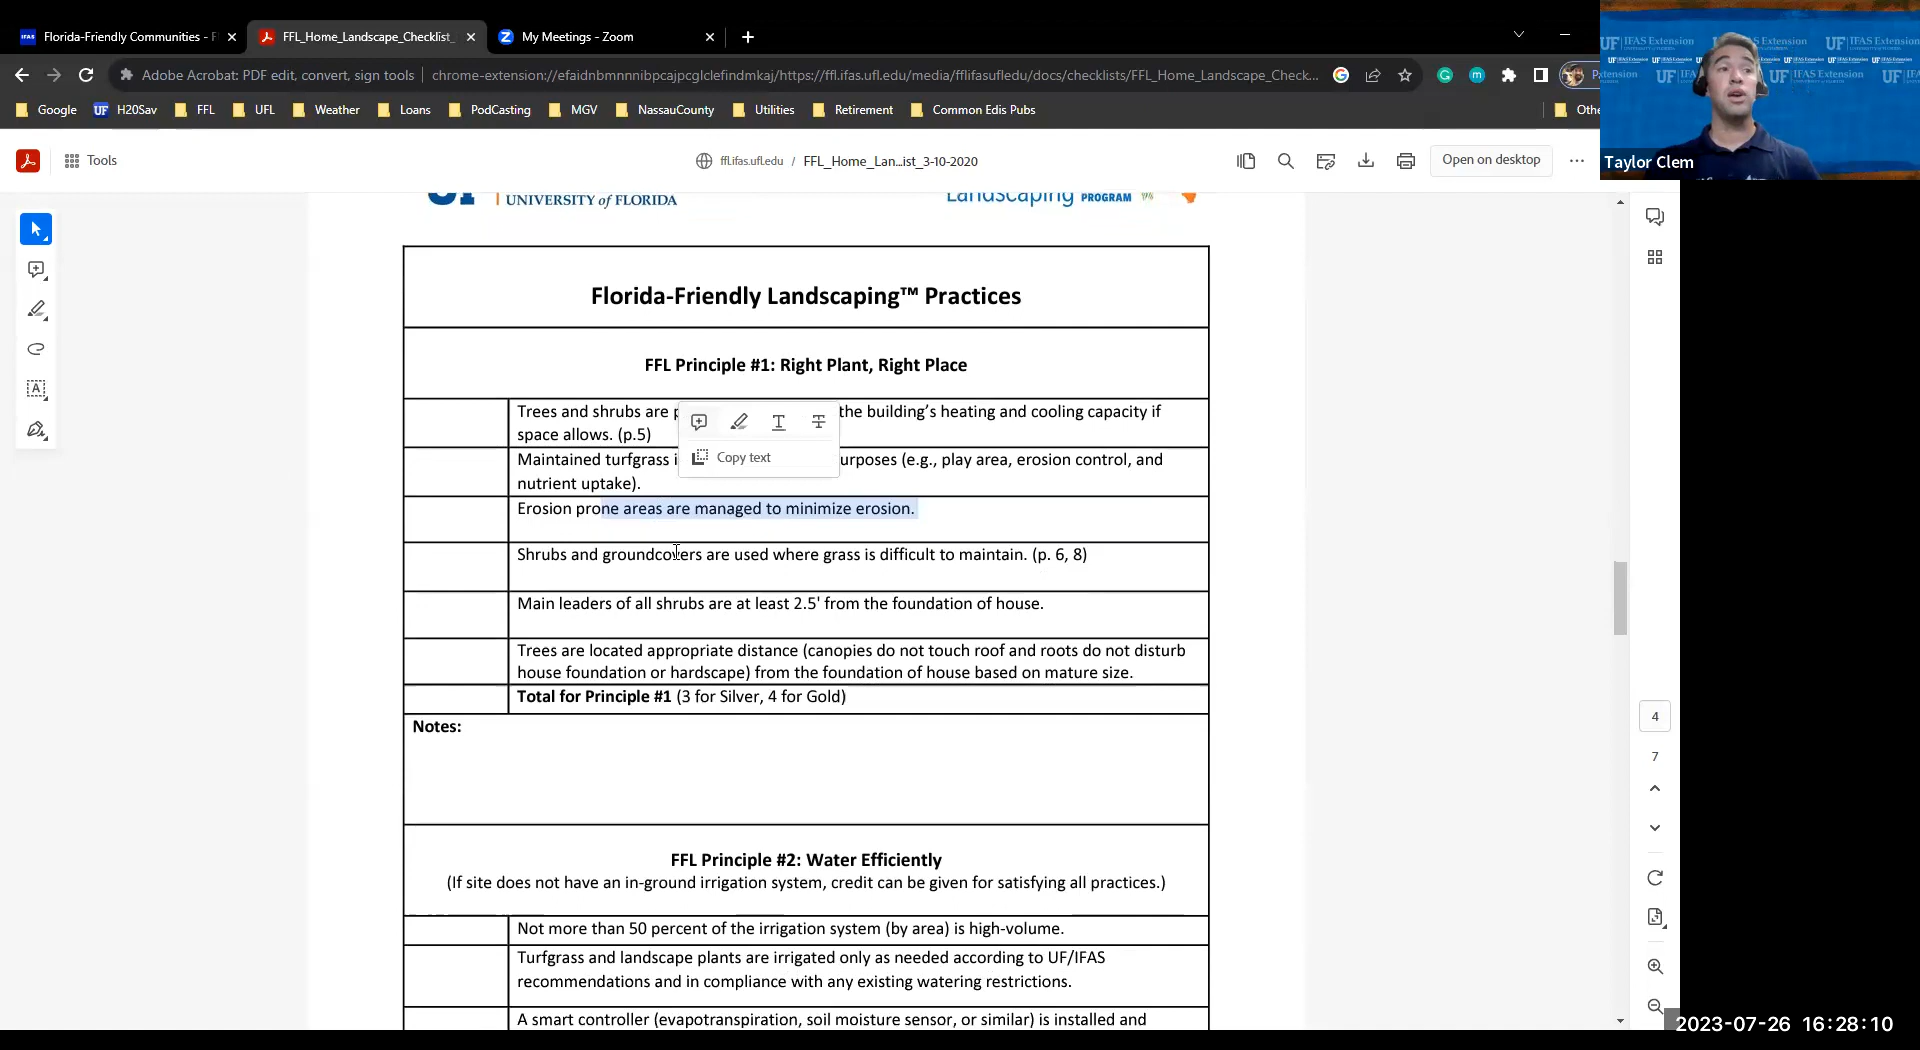 Florida-Friendly Communities - F
FFL_Home_Landscape_Checklist_
My Meetings - Zoom
Adobe Acrobat: PDF edit, convert, sign tools
chrome-extension://efaidnbmnnnibpcajpcglclefindmkaj/https://ffl.ifas.ufl.edu/media/fflifasufledu/docs/checklists/FFL_Home_Landscape_Check...
Google
H20Sav
FFL
UFL
Weather
Loans
PodCasting
MGV
NassauCounty
Utilities
Retirement
Common Edis Pubs
Othe
UF IFAS Extension
Taylor Clem
Tools
ffl.ifas.ufl.edu / FFL_Home_Lan...ist_3-10-2020
Open on desktop
UNIVERSITY of FLORIDA
Landscaping PROGRAM
Florida-Friendly Landscaping™ Practices
FFL Principle #1: Right Plant, Right Place
Trees and shrubs are p the building's heating and cooling capacity if
space allows. (p.5)
Maintained turfgrass i urposes (e.g., play area, erosion control, and
nutrient uptake).
Copy text
Erosion prone areas are managed to minimize erosion.
Shrubs and groundcovers are used where grass is difficult to maintain. (p. 6, 8)
Main leaders of all shrubs are at least 2.5' from the foundation of house.
Trees are located appropriate distance (canopies do not touch roof and roots do not disturb
house foundation or hardscape) from the foundation of house based on mature size.
Total for Principle #1 (3 for Silver, 4 for Gold)
Notes:
FFL Principle #2: Water Efficiently
(If site does not have an in-ground irrigation system, credit can be given for satisfying all practices.)
Not more than 50 percent of the irrigation system (by area) is high-volume.
Turfgrass and landscape plants are irrigated only as needed according to UF/IFAS
recommendations and in compliance with any existing watering restrictions.
A smart controller (evapotranspiration, soil moisture sensor, or similar) is installed and
4
7
2023-07-26 16:28:10